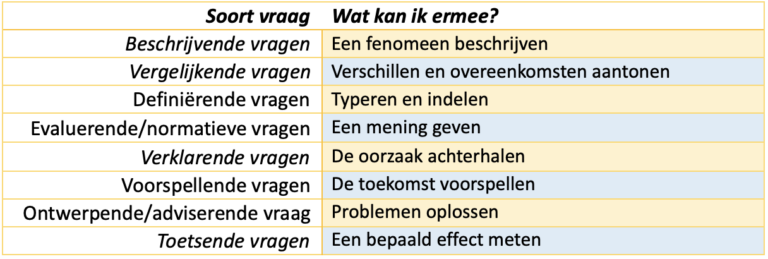 Soort vraag Wat kan ik ermee?
Beschrijvende vragen Een fenomeen beschrijven
Vergelijkende vragen Verschillen en overeenkomsten aantonen
Definiërende vragen Typeren en indelen
Evaluerende/normatieve vragen Een mening geven
Verklarende vragen De oorzaak achterhalen
Voorspellende vragen De toekomst voorspellen
Ontwerpende/adviserende vraag Problemen oplossen
Toetsende vragen Een bepaald effect meten